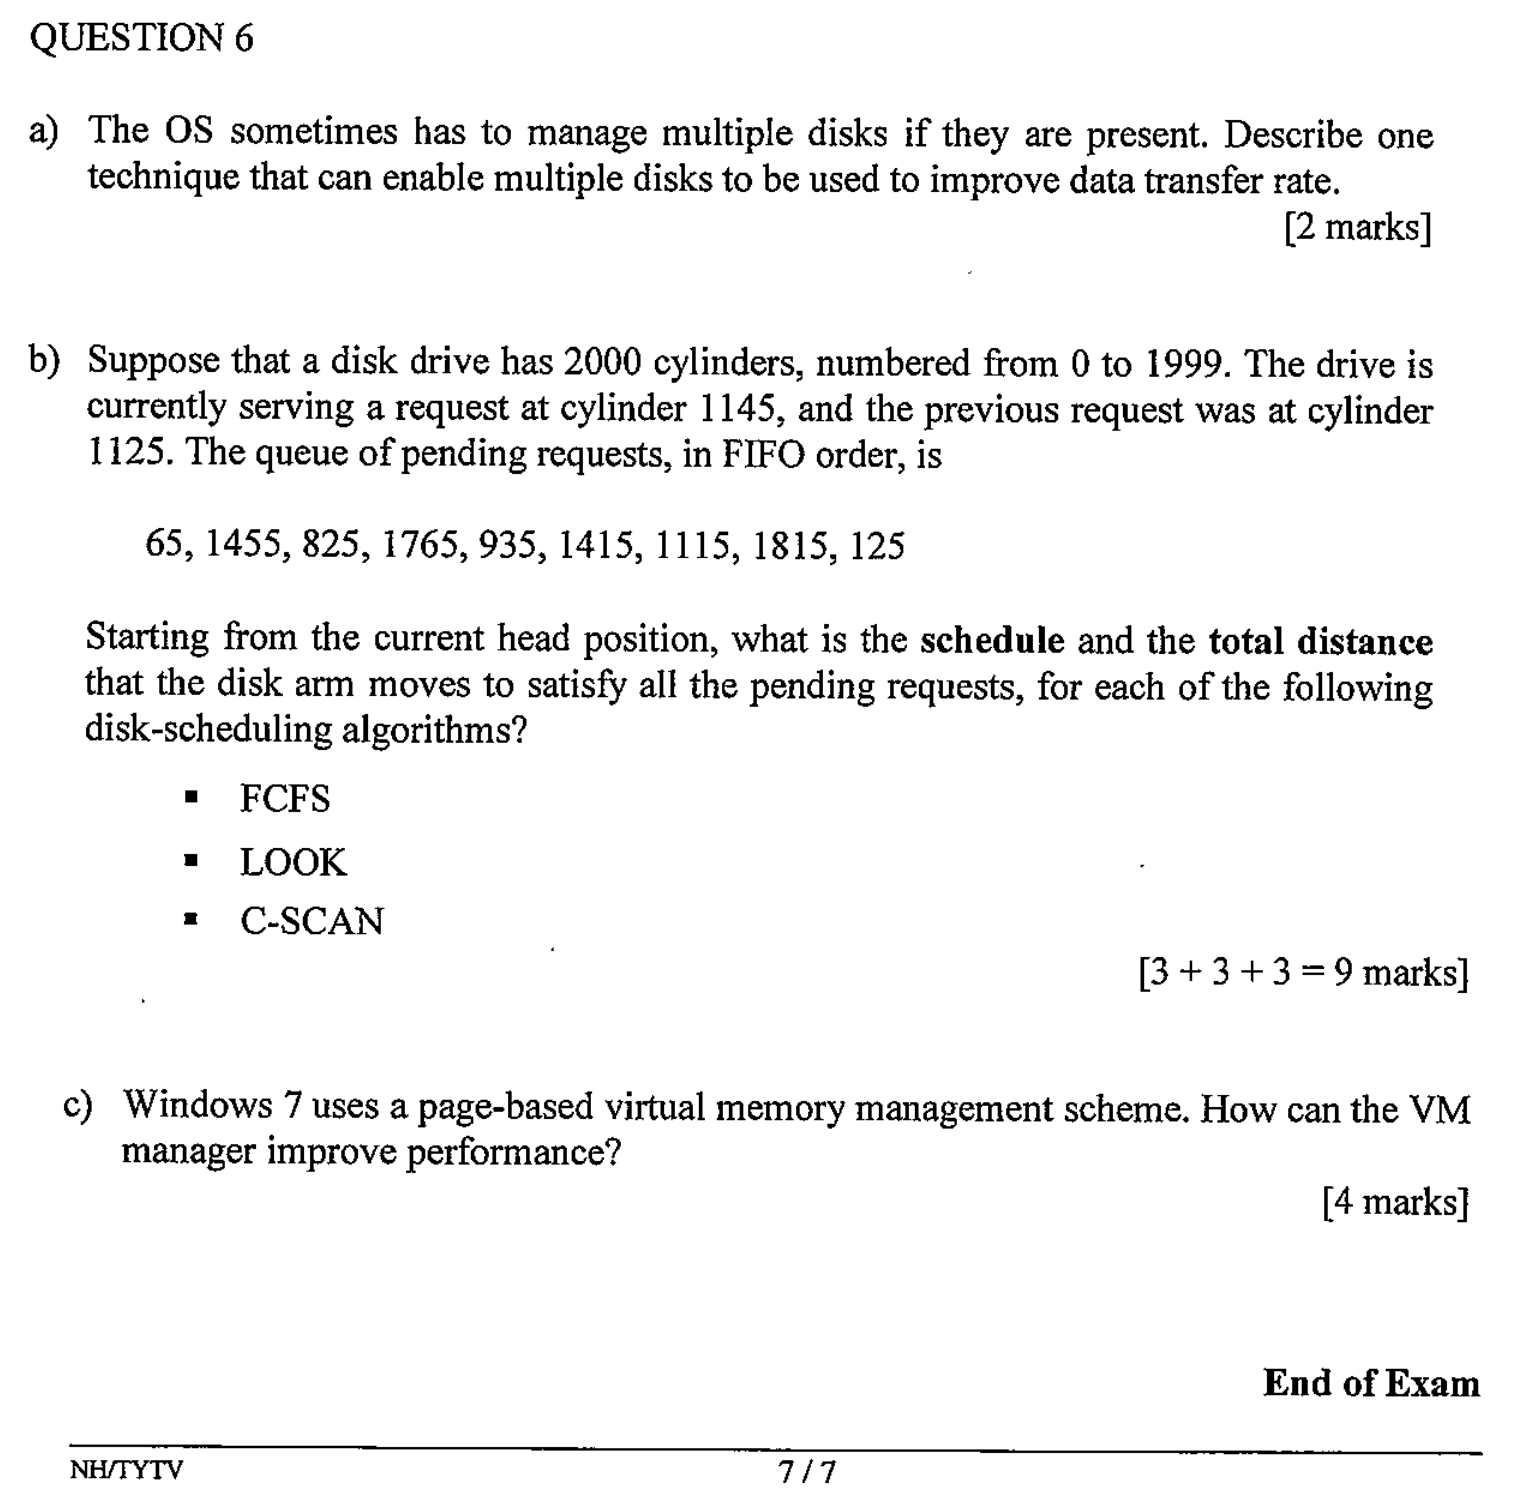 QUESTION 6
a) The OS sometimes has to manage multiple disks if they are present. Describe one
technique that can enable multiple disks to be used to improve data transfer rate.
[2 marks]
b) Suppose that a disk drive has 2000 cylinders, numbered from 0 to 1999. The drive is
currently serving a request at cylinder 1145, and the previous request was at cylinder
1125. The queue of pending requests, in FIFO order, is
65, 1455, 825, 1765, 935, 1415, 1115, 1815, 125
Starting from the current head position, what is the schedule and the total distance
that the disk arm moves to satisfy all the pending requests, for each of the following
disk-scheduling algorithms?
▪ FCFS
▪ LOOK
▪ C-SCAN
[3 + 3 + 3 = 9 marks]
c) Windows 7 uses a page-based virtual memory management scheme. How can the VM
manager improve performance?
[4 marks]
End of Exam
NH/TYTV 7 / 7